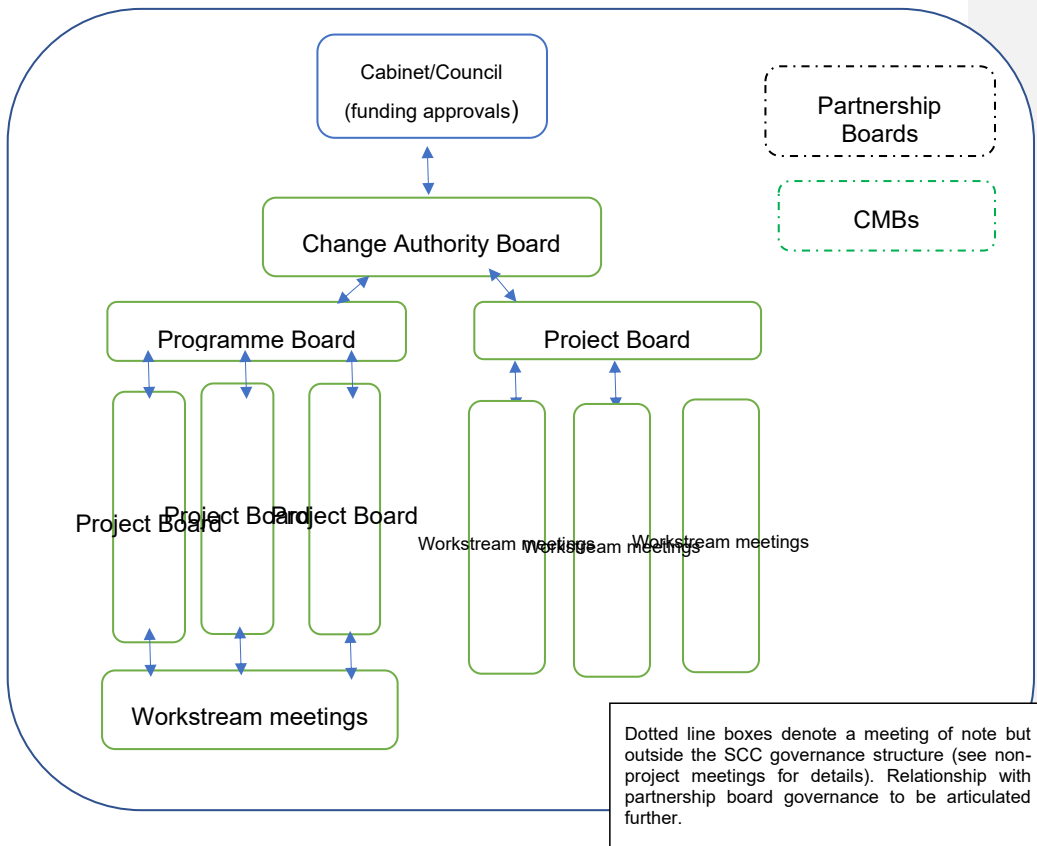 Cabinet/Council
(funding approvals)
Partnership
Boards
CMBs
Change Authority Board
Programme Board
Project Board
Project Board
Project Board
Project Board
Workstream meetings
Workstream meetings
Workstream meetings
Workstream meetings
Dotted line boxes denote a meeting of note but
outside the SCC governance structure (see non-
project meetings for details). Relationship with
partnership board governance to be articulated
further.